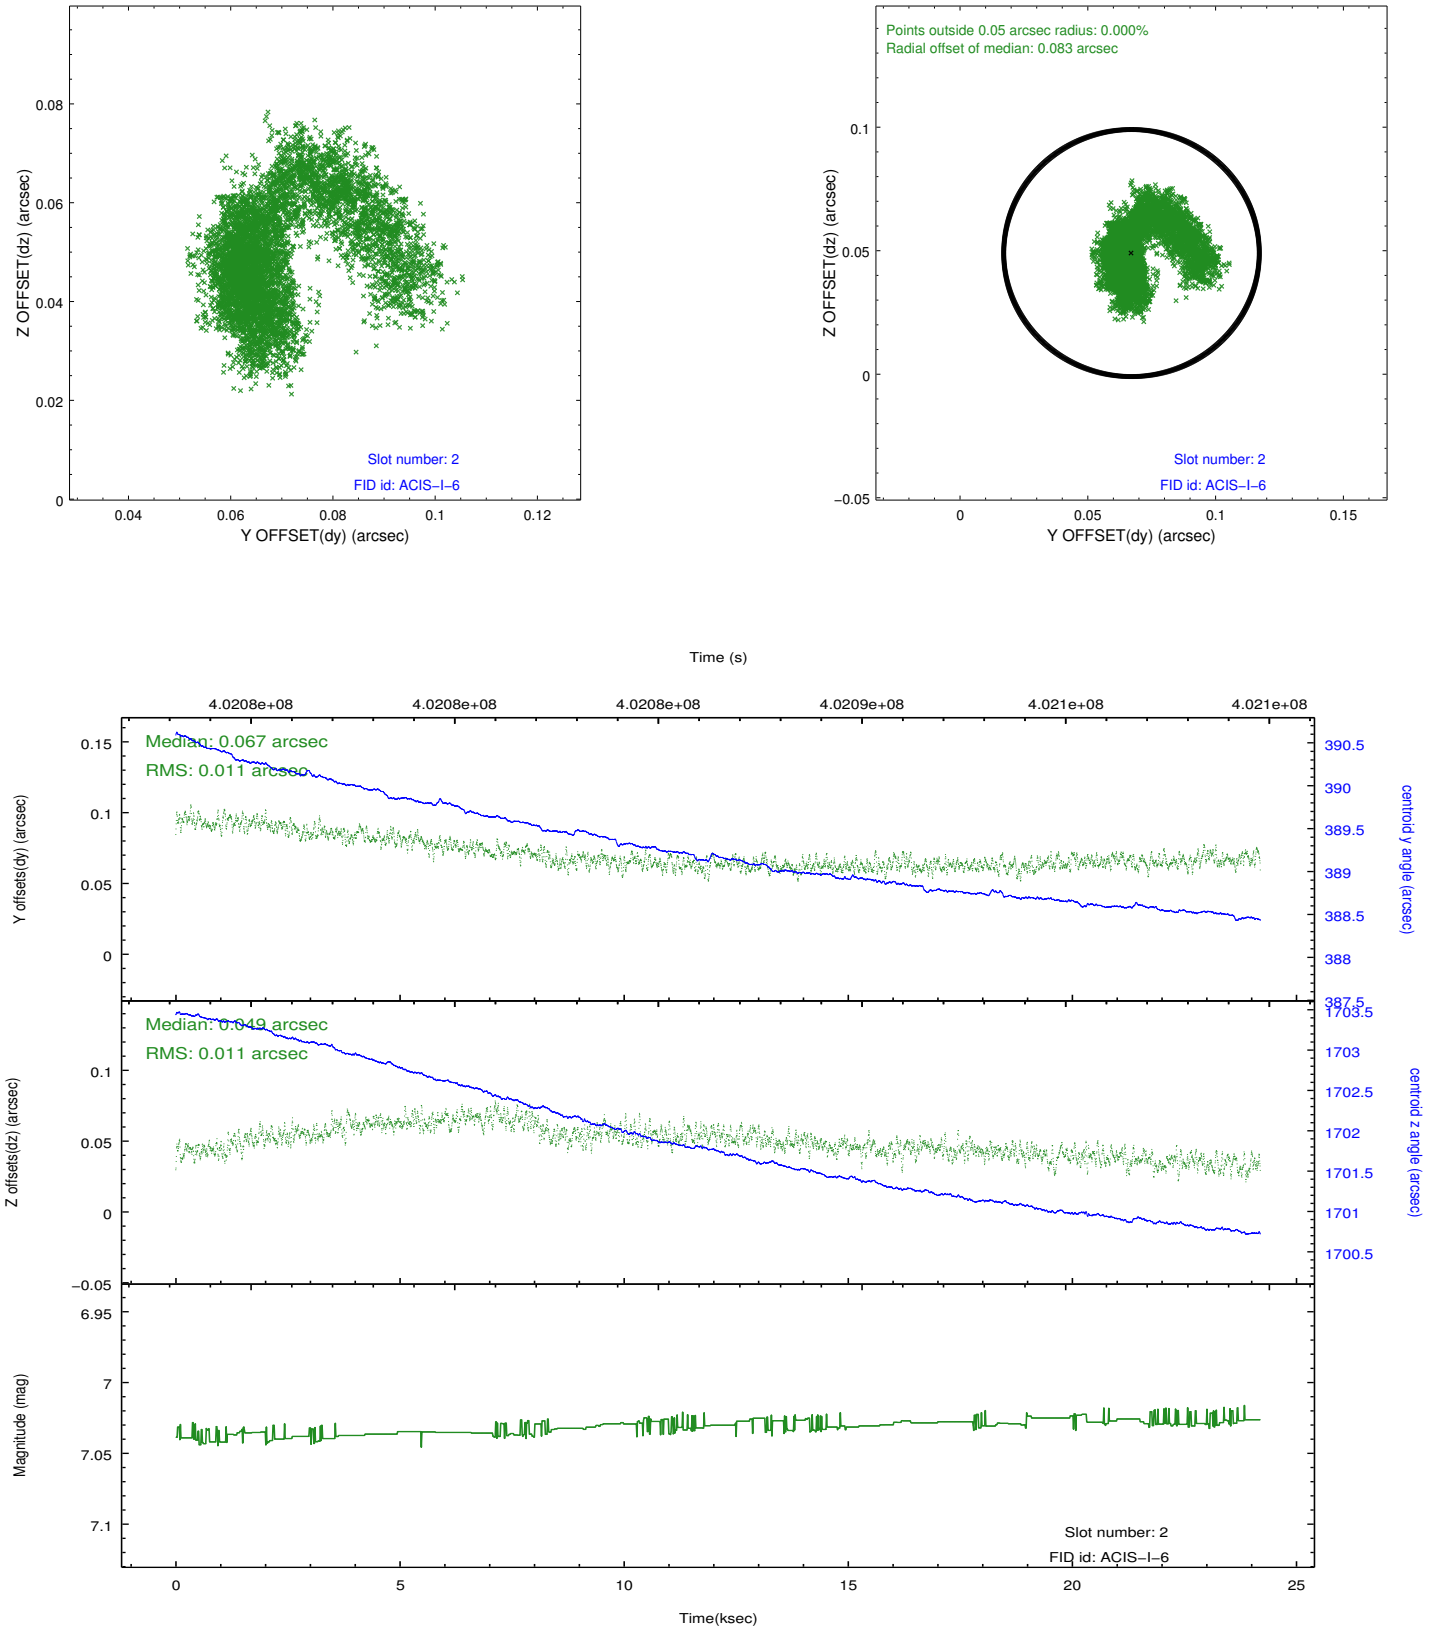 Z OFFSET(dz) (arcsec)
0.08
0.06
0.04
0.02
0
0.04 0.06 0.08 0.1 0.12
Y OFFSET(dy) (arcsec)
Slot number: 2
FID id: ACIS−I−6
Points outside 0.05 arcsec radius: 0.000%
Radial offset of median: 0.083 arcsec
Z OFFSET(dz) (arcsec)
0.1
0.05
0
−0.05
0 0.05 0.1 0.15
Y OFFSET(dy) (arcsec)
Slot number: 2
FID id: ACIS−I−6
Time (s)
4.0208e+08 4.0208e+08 4.0208e+08 4.0209e+08 4.021e+08 4.021e+08
Median: 0.067 arcsec
RMS: 0.011 arcsec
Y offsets(dy) (arcsec)
0.15
0.1
0.05
0
390.5
390
389.5
389
388.5
388
387.5
centroid y angle (arcsec)
Median: 0.049 arcsec
RMS: 0.011 arcsec
Z offsets(dz) (arcsec)
0.1
0.05
0
−0.05
1703.5
1703
1702.5
1702
1701.5
1701
1700.5
centroid z angle (arcsec)
Magnitude (mag)
6.95
7
7.05
7.1
Slot number: 2
FID id: ACIS−I−6
0 5 10 15 20 25
Time(ksec)